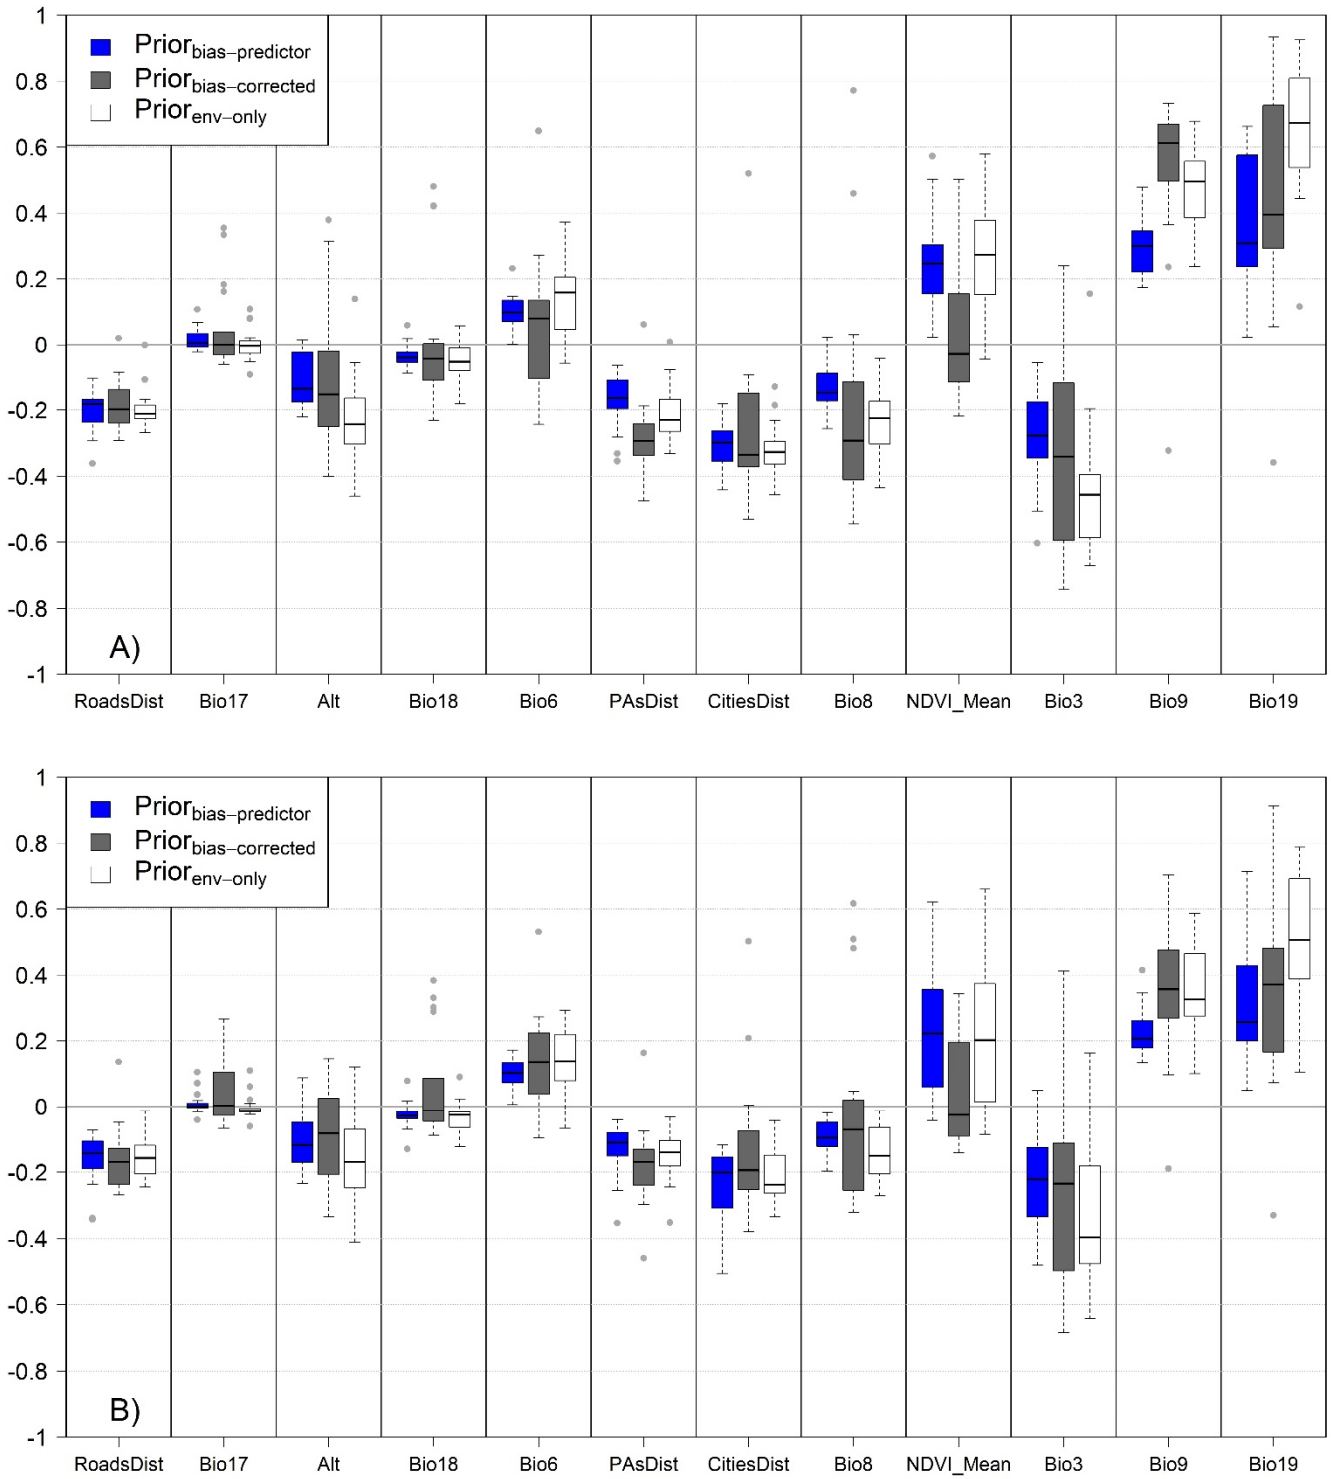 1
0.8
0.6
0.4
0.2
0
-0.2
-0.4
-0.6
-0.8
-1
Prior bias−predictor
Prior bias−corrected
Prior env−only
A)
RoadsDist Bio17 Alt Bio18 Bio6 PAsDist CitiesDist Bio8 NDVI_Mean Bio3 Bio9 Bio19
1
0.8
0.6
0.4
0.2
0
-0.2
-0.4
-0.6
-0.8
-1
Prior bias−predictor
Prior bias−corrected
Prior env−only
B)
RoadsDist Bio17 Alt Bio18 Bio6 PAsDist CitiesDist Bio8 NDVI_Mean Bio3 Bio9 Bio19